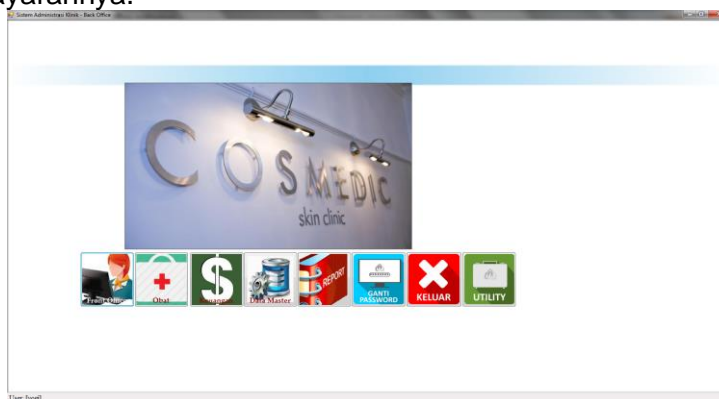 Sistem Administrasi Klinik - Back Office
COSMEDIC
skin clinic
Front Office
Obat
Data Master
REPORT
GANTI
PASSWORD
KELUAR
UTILITY